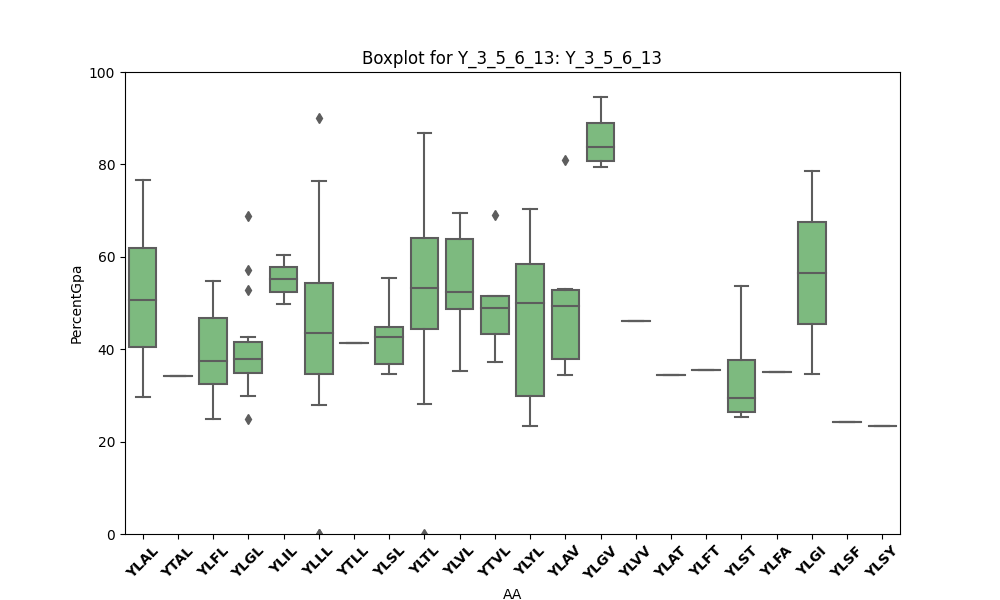 Boxplot for Y_3_5_6_13: Y_3_5_6_13
100
80
60
40
20
0
PercentGpa
YLAL
YTAL
YLFL
YLGL
YLIL
YLLL
YTLL
YLSL
YLTL
YLVL
YTVL
YLYL
YLAV
YLGV
YLVV
YLAT
YLFT
YLST
YLFA
YLGI
YLSF
YLSY
AA